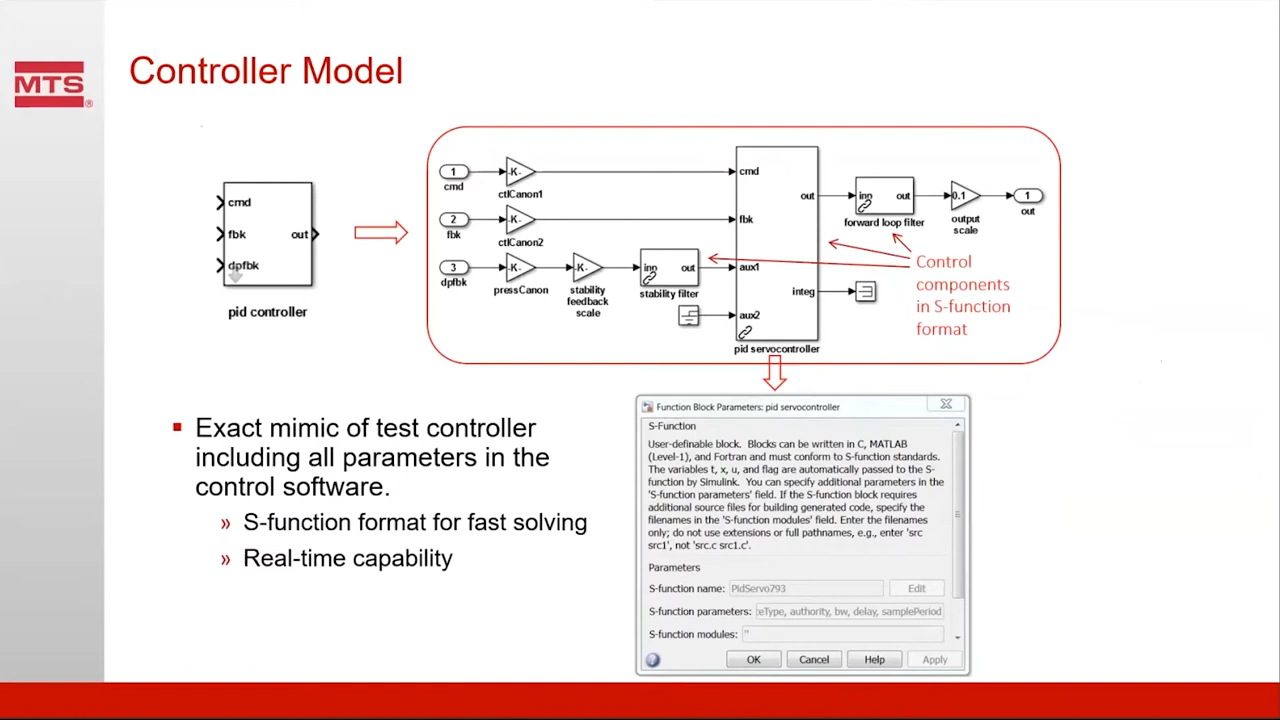 Controller Model
MTS
®
cmd
fbk
out
dpfbk
pid controller
1
cmd
-K-
ctlCanon1
2
fbk
-K-
ctlCanon2
3
dpfbk
-K-
pressCanon
-K-
stability
feedback
scale
inp
out
stability filter
cmd
fbk
aux1
aux2
out
integ
pid servocontroller
inp
out
forward loop filter
0.1
output
scale
1
out
Control
components
in S-function
format
▪ Exact mimic of test controller
including all parameters in the
control software.
» S-function format for fast solving
» Real-time capability
Function Block Parameters: pid servocontroller
S-Function
User-definable block. Blocks can be written in C, MATLAB
(Level-1), and Fortran and must conform to S-function standards.
The variables t, x, u, and flag are automatically passed to the S-
function by Simulink. You can specify additional parameters in the
'S-function parameters' field. If the S-function block requires
additional source files for building generated code, specify the
filenames in the 'S-function modules' field. Enter the filenames
only; do not use extensions or full pathnames, e.g., enter 'src
src1', not 'src.c src1.c'.
Parameters
S-function name: PidServo793 Edit
S-function parameters: :eType, authority, bw, delay, samplePeriod
S-function modules: ''
OK Cancel Help Apply